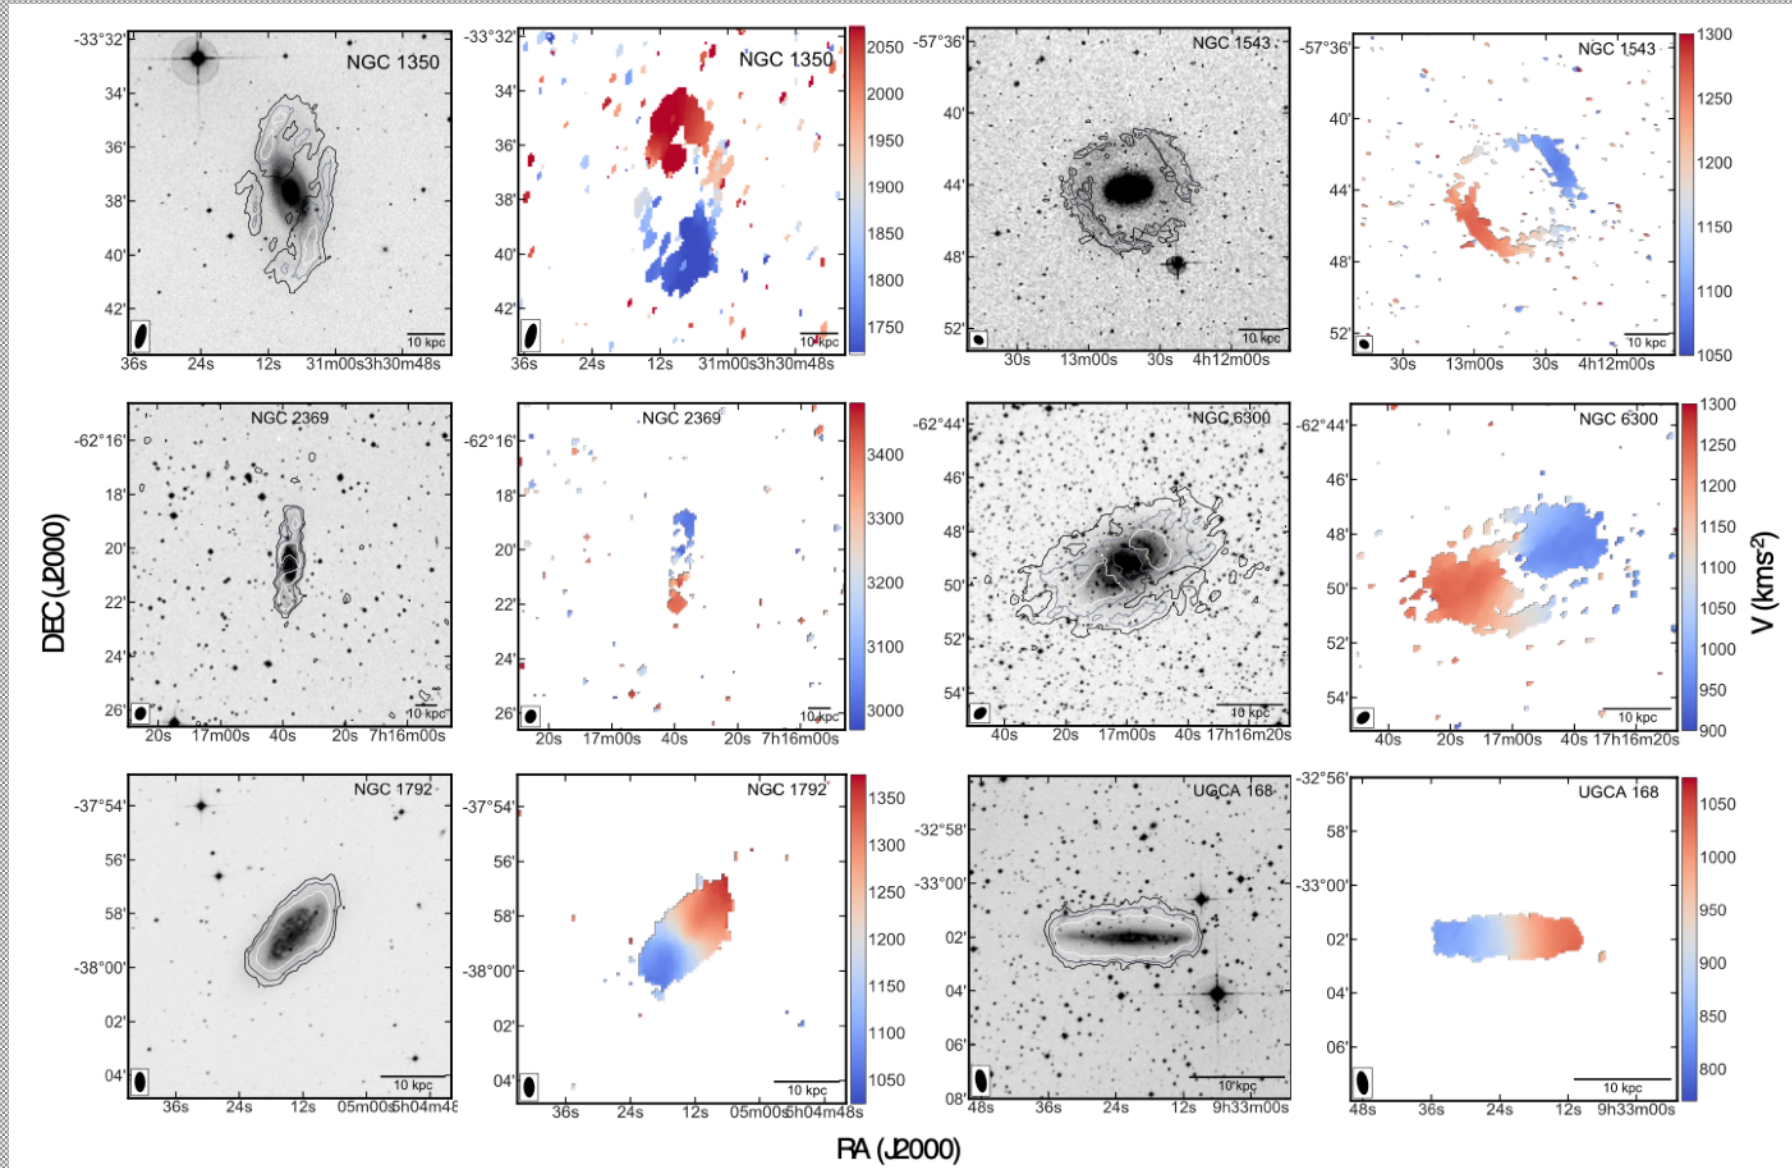 NGC 1350
-33°32'
34'
36'
38'
40'
42'
10 kpc
36s 24s 12s 31m00s3h30m48s
NGC 1350
-33°32'
34'
36'
38'
40'
42'
10 kpc
36s 24s 12s 31m00s3h30m48s
2050
2000
1950
1900
1850
1800
1750
NGC 1543
-57°36'
40'
44'
48'
52'
10 kpc
30s 13m00s 30s 4h12m00s
NGC 1543
-57°36'
40'
44'
48'
52'
10 kpc
30s 13m00s 30s 4h12m00s
1300
1250
1200
1150
1100
1050
DEC (J2000)
NGC 2369
-62°16'
18'
20'
22'
24'
26'
10 kpc
20s 17m00s 40s 20s 7h16m00s
NGC 2369
-62°16'
18'
20'
22'
24'
26'
10 kpc
20s 17m00s 40s 20s 7h16m00s
3400
3300
3200
3100
3000
NGC 6300
-62°44'
46'
48'
50'
52'
54'
10 kpc
40s 20s 17m00s 40s 17h16m20s
NGC 6300
-62°44'
46'
48'
50'
52'
54'
10 kpc
40s 20s 17m00s 40s 17h16m20s
1300
1250
1200
1150
1100
1050
1000
950
900
V (kms-2)
NGC 1792
-37°54'
56'
58'
-38°00'
02'
04'
10 kpc
36s 24s 12s 05m00s5h04m48s
NGC 1792
-37°54'
56'
58'
-38°00'
02'
04'
10 kpc
36s 24s 12s 05m00s5h04m48s
1350
1300
1250
1200
1150
1100
1050
UGCA 168
-32°58'
-33°00'
02'
04'
06'
08'
10 kpc
48s 36s 24s 12s 9h33m00s
UGCA 168
-32°56'
58'
-33°00'
02'
04'
06'
10 kpc
48s 36s 24s 12s 9h33m00s
1050
1000
950
900
850
800
RA (J2000)